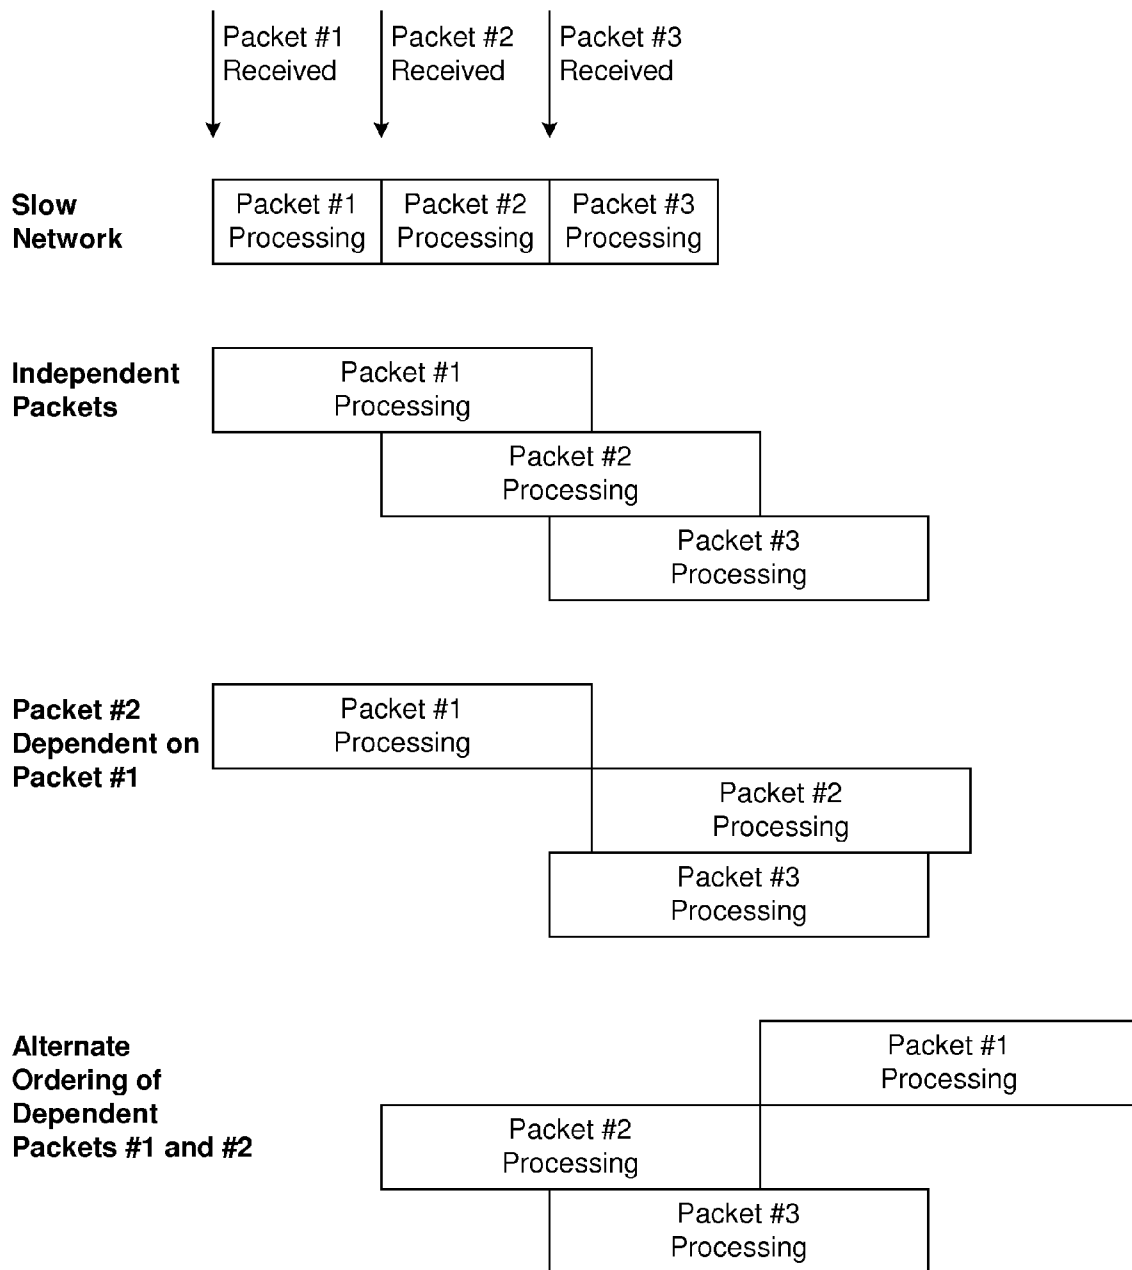 Packet #1
Received
Packet #2
Received
Packet #3
Received
Slow
Network
Packet #1
Processing
Packet #2
Processing
Packet #3
Processing
Independent
Packets
Packet #1
Processing
Packet #2
Processing
Packet #3
Processing
Packet #2
Dependent on
Packet #1
Packet #1
Processing
Packet #2
Processing
Packet #3
Processing
Alternate
Ordering of
Dependent
Packets #1 and #2
Packet #1
Processing
Packet #2
Processing
Packet #3
Processing